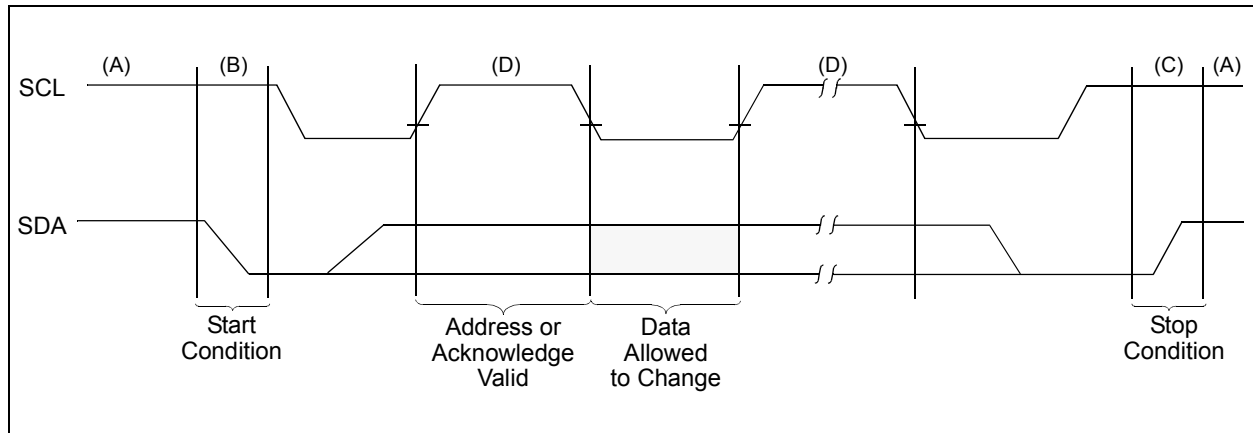 (A)
(B)
(D)
(D)
(C)
(A)
SCL
SDA
Start
Condition
Address or
Acknowledge
Valid
Data
Allowed
to Change
Stop
Condition